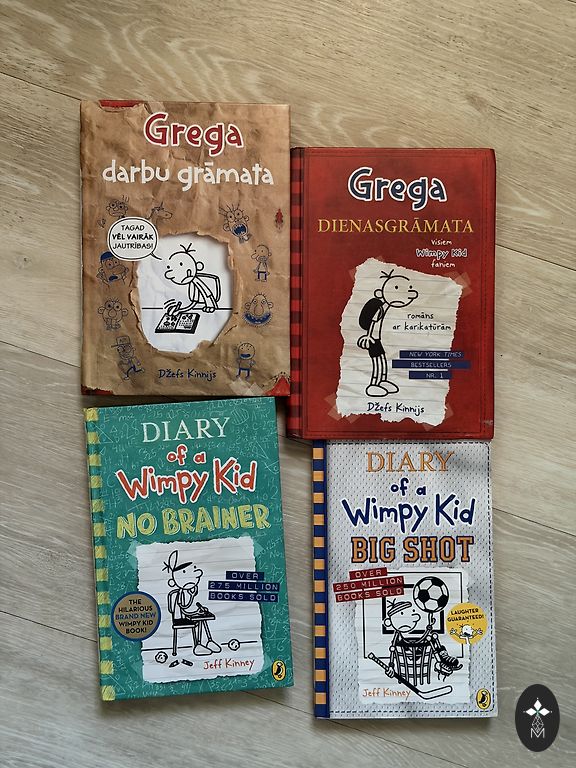 Grega
darbu grāmata
TAGAD
VĒL VAIRĀK
JAUTRĪBAS!
Džefs Kinnijs
Grega
DIENASGRĀMATA
visiem
Wimpy Kid
faniem
romāns
ar karikatūrām
NEW YORK TIMES
BESTSELLERS
NR. 1
Džefs Kinnijs
DIARY
of a
Wimpy Kid
NO BRAINER
OVER
275 MILLION
BOOKS SOLD
THE
HILARIOUS
BRAND NEW
WIMPY KID
BOOK!
Jeff Kinney
DIARY
of a
Wimpy Kid
BIG SHOT
OVER
250 MILLION
BOOKS SOLD
LAUGHTER
GUARANTEED!
Jeff Kinney
M